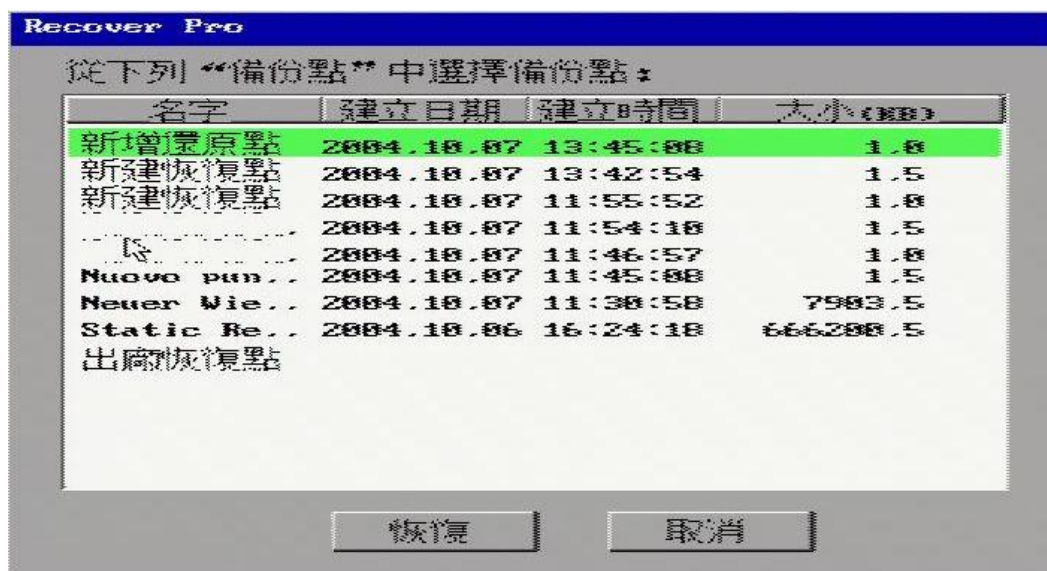 Recover Pro
從下列“備份點”中選擇備份點：
名字 建立日期 建立時間 大小(KB)
新增還原點 2004.10.07 13:45:08 1.0
新建恢復點 2004.10.07 13:42:54 1.5
新建恢復點 2004.10.07 11:55:52 1.0
2004.10.07 11:54:10 1.5
2004.10.07 11:46:57 1.0
Nuovo pun.. 2004.10.07 11:45:08 1.5
Neuer Wie.. 2004.10.07 11:30:58 7903.5
Static Re.. 2004.10.06 16:24:18 666200.5
出廠恢復點
恢復 取消